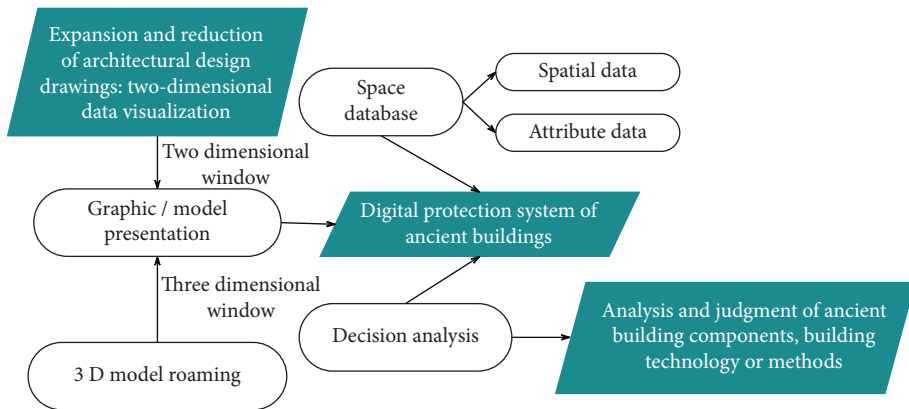 Expansion and reduction
of architectural design
drawings: two-dimensional
data visualization
Two dimensional
window
Graphic / model
presentation
Three dimensional
window
3 D model roaming
Space
database
Spatial data
Attribute data
Digital protection system of
ancient buildings
Decision analysis
Analysis and judgment of ancient
building components, building
technology or methods